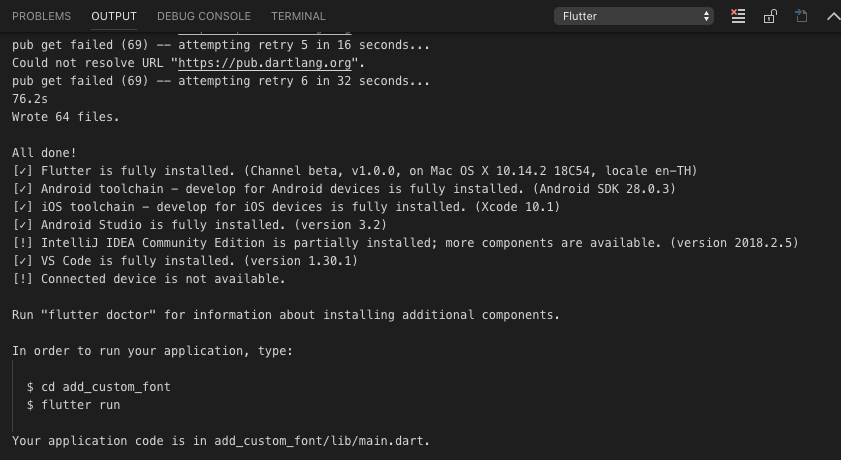 PROBLEMS OUTPUT DEBUG CONSOLE TERMINAL Flutter
pub get failed (69) -- attempting retry 5 in 16 seconds...
Could not resolve URL "https://pub.dartlang.org".
pub get failed (69) -- attempting retry 6 in 32 seconds...
76.2s
Wrote 64 files.
All done!
[✓] Flutter is fully installed. (Channel beta, v1.0.0, on Mac OS X 10.14.2 18C54, locale en-TH)
[✓] Android toolchain - develop for Android devices is fully installed. (Android SDK 28.0.3)
[✓] iOS toolchain - develop for iOS devices is fully installed. (Xcode 10.1)
[✓] Android Studio is fully installed. (version 3.2)
[!] IntelliJ IDEA Community Edition is partially installed; more components are available. (version 2018.2.5)
[✓] VS Code is fully installed. (version 1.30.1)
[!] Connected device is not available.
Run "flutter doctor" for information about installing additional components.
In order to run your application, type:
$ cd add_custom_font
$ flutter run
Your application code is in add_custom_font/lib/main.dart.